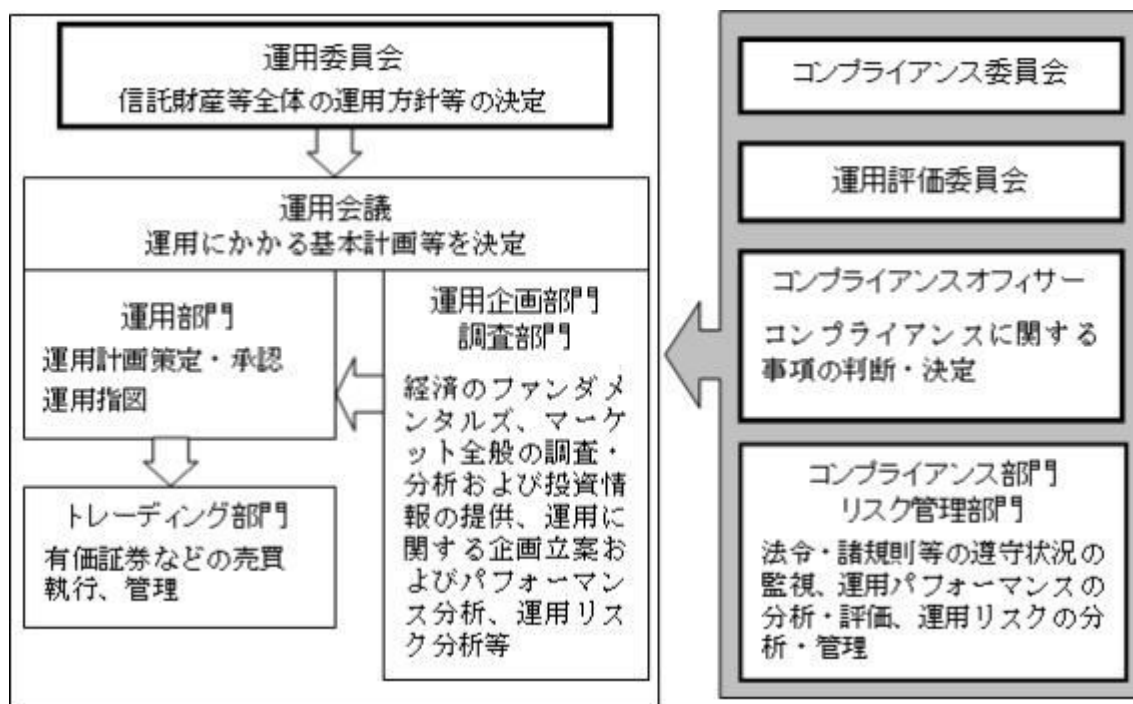 運用委員会
信託財産等全体の運用方針等の決定
運用会議
運用にかかる基本計画等を決定
運用部門
運用計画策定・承認
運用指図
トレーディング部門
有価証券などの売買
執行、管理
運用企画部門
調査部門
経済のファンダメ
ンタルズ、マーケ
ット全般の調査・
分析および投資情
報の提供、運用に
関する企画立案お
よびパフォーマン
ス分析、運用リス
ク分析等
コンプライアンス委員会
運用評価委員会
コンプライアンスオフィサー
コンプライアンスに関する
事項の判断・決定
コンプライアンス部門
リスク管理部門
法令・諸規則等の遵守状況の
監視、運用パフォーマンスの
分析・評価、運用リスクの分
析・管理